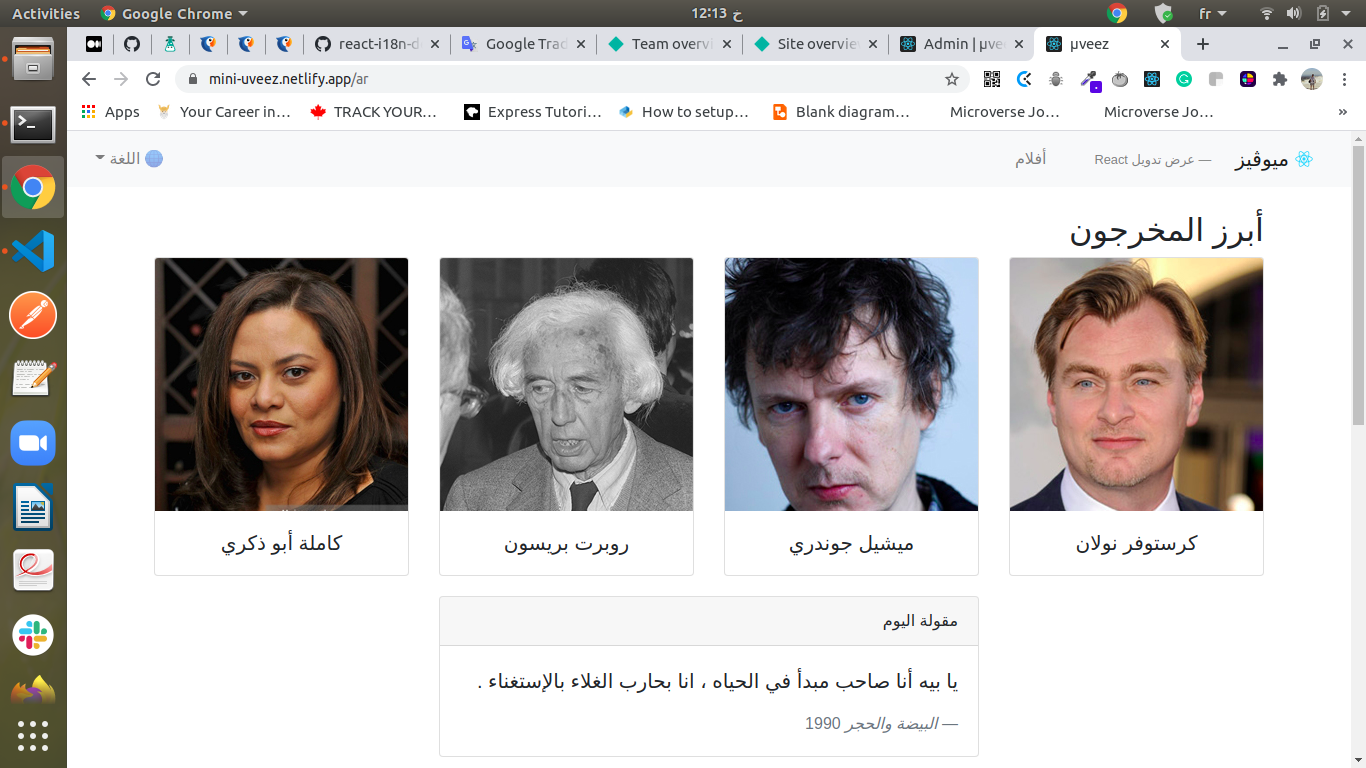 Activities
Google Chrome
12:13 خ
fr
react-i18n-d
Google Trad
Team overvi
Site overvie
Admin | μvee
μveez
mini-uveez.netlify.app/ar
Apps
Your Career in…
TRACK YOUR…
Express Tutori…
How to setup…
Blank diagram…
Microverse Jo…
Microverse Jo…
»
ميوڤيز
— عرض تدويل React
أفلام
اللغة
أبرز المخرجون
كرستوفر نولان
ميشيل جوندري
روبرت بريسون
كاملة أبو ذكري
مقولة اليوم
يا بيه أنا صاحب مبدأ في الحياه ، انا بحارب الغلاء بالإستغناء .
— البيضة والحجر 1990